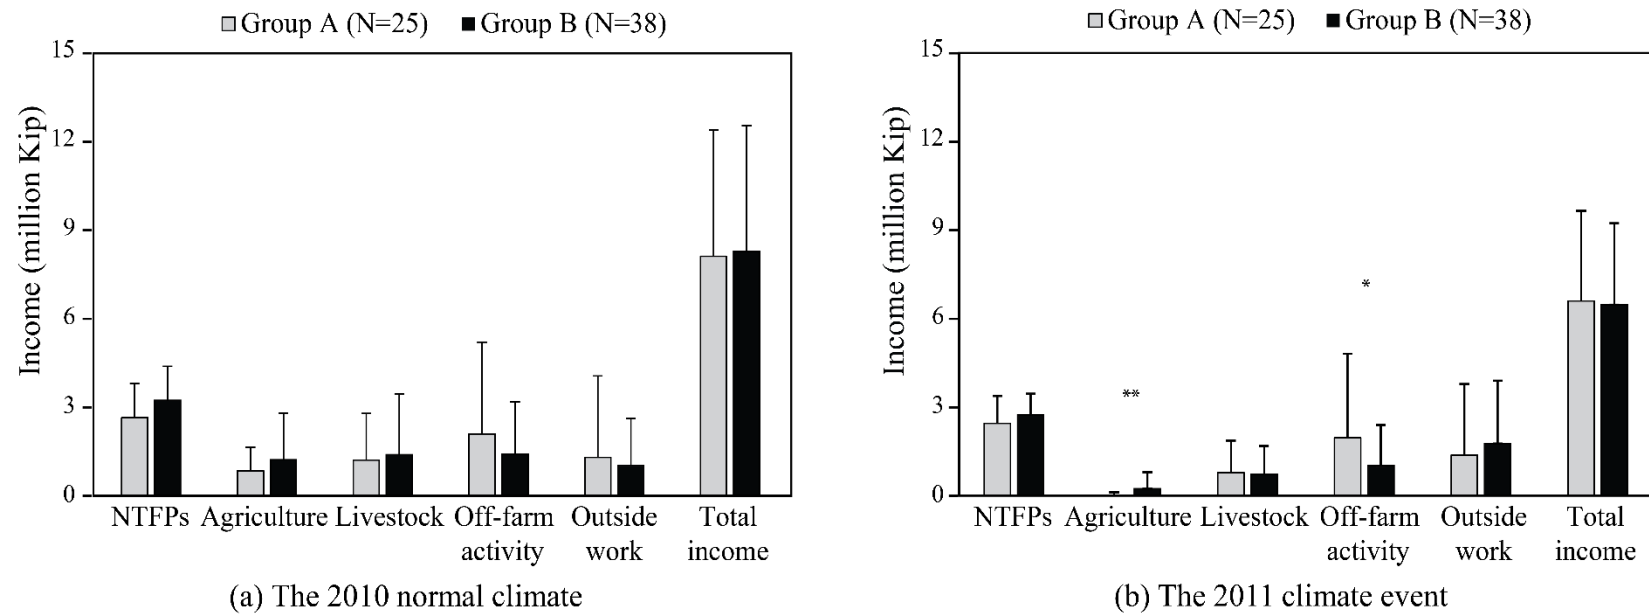 Group A (N=25) Group B (N=38)
15
12
9
6
3
0
Income (million Kip)
NTFPs Agriculture Livestock Off-farm activity Outside work Total income
(a) The 2010 normal climate
Group A (N=25) Group B (N=38)
15
12
9
6
3
0
Income (million Kip)
*
**
NTFPs Agriculture Livestock Off-farm activity Outside work Total income
(b) The 2011 climate event